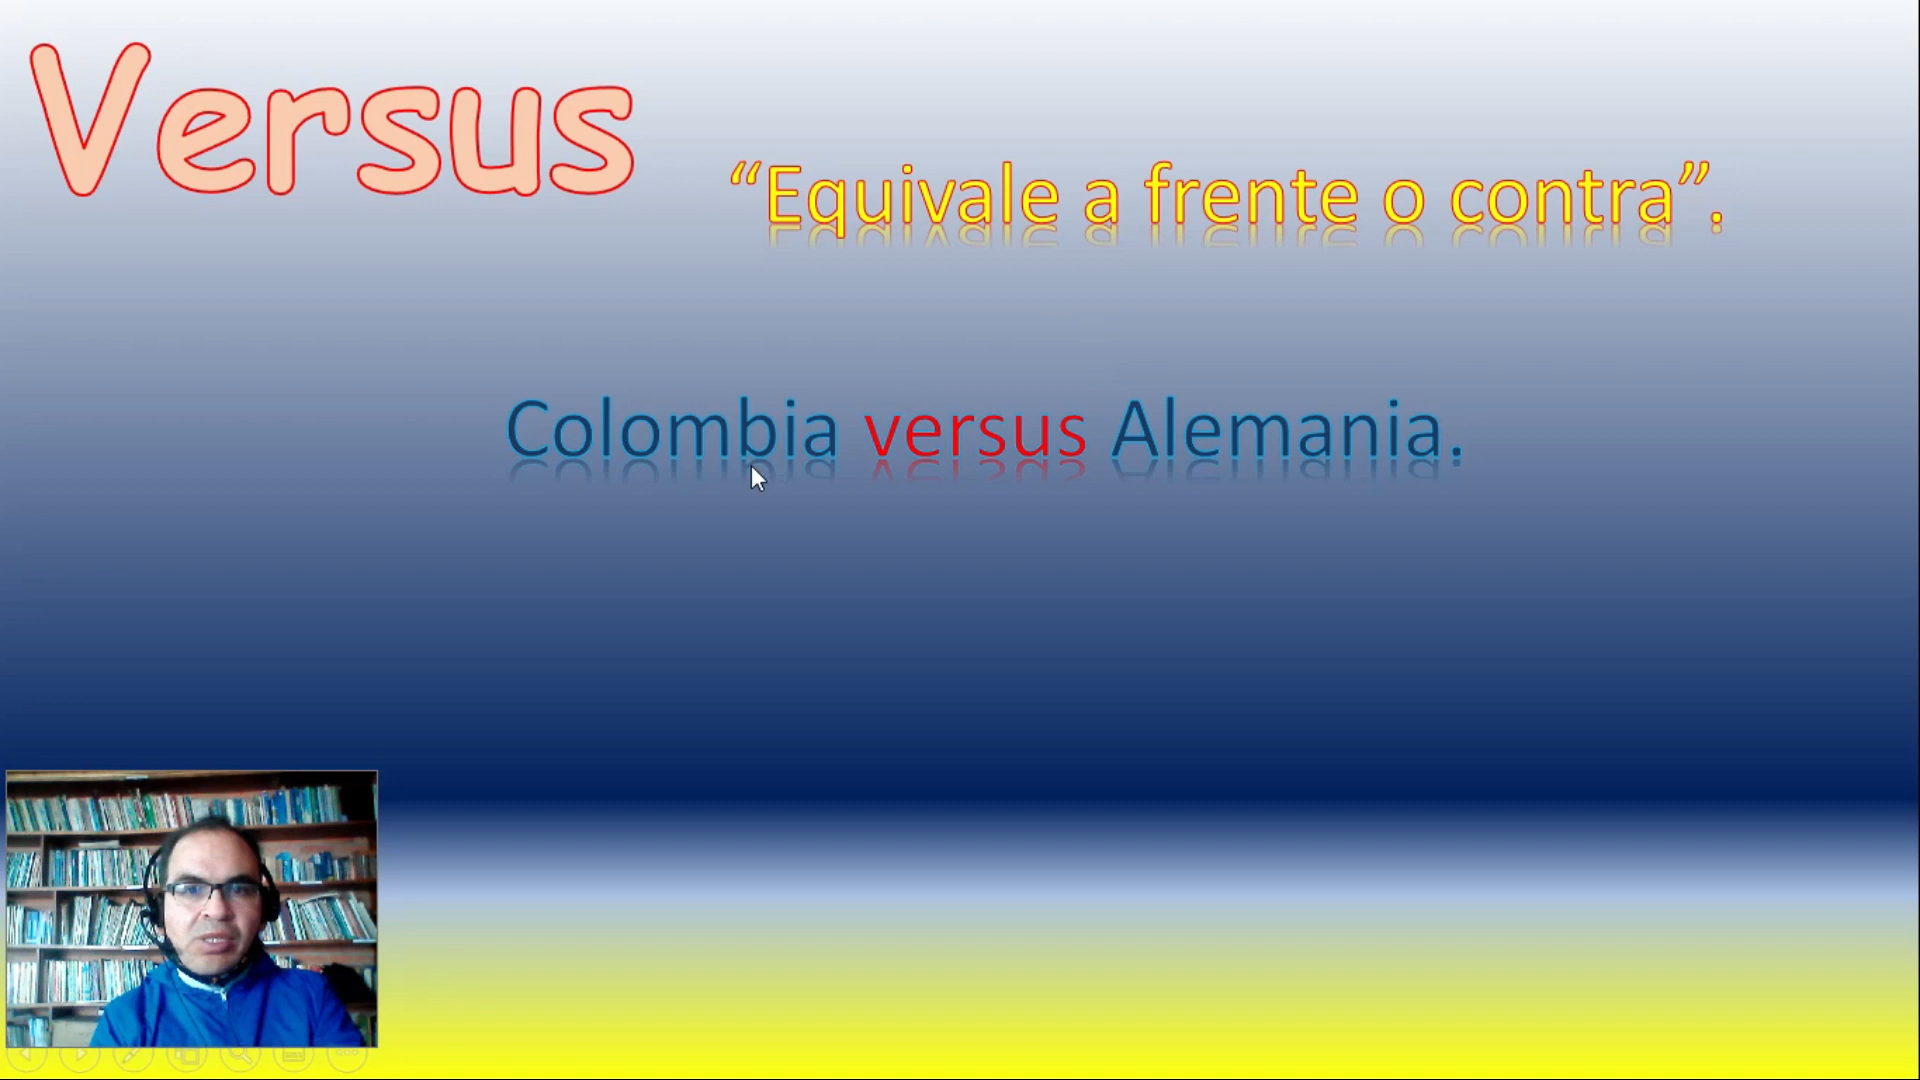 Versus
“Equivale a frente o contra”.
Colombia versus Alemania.